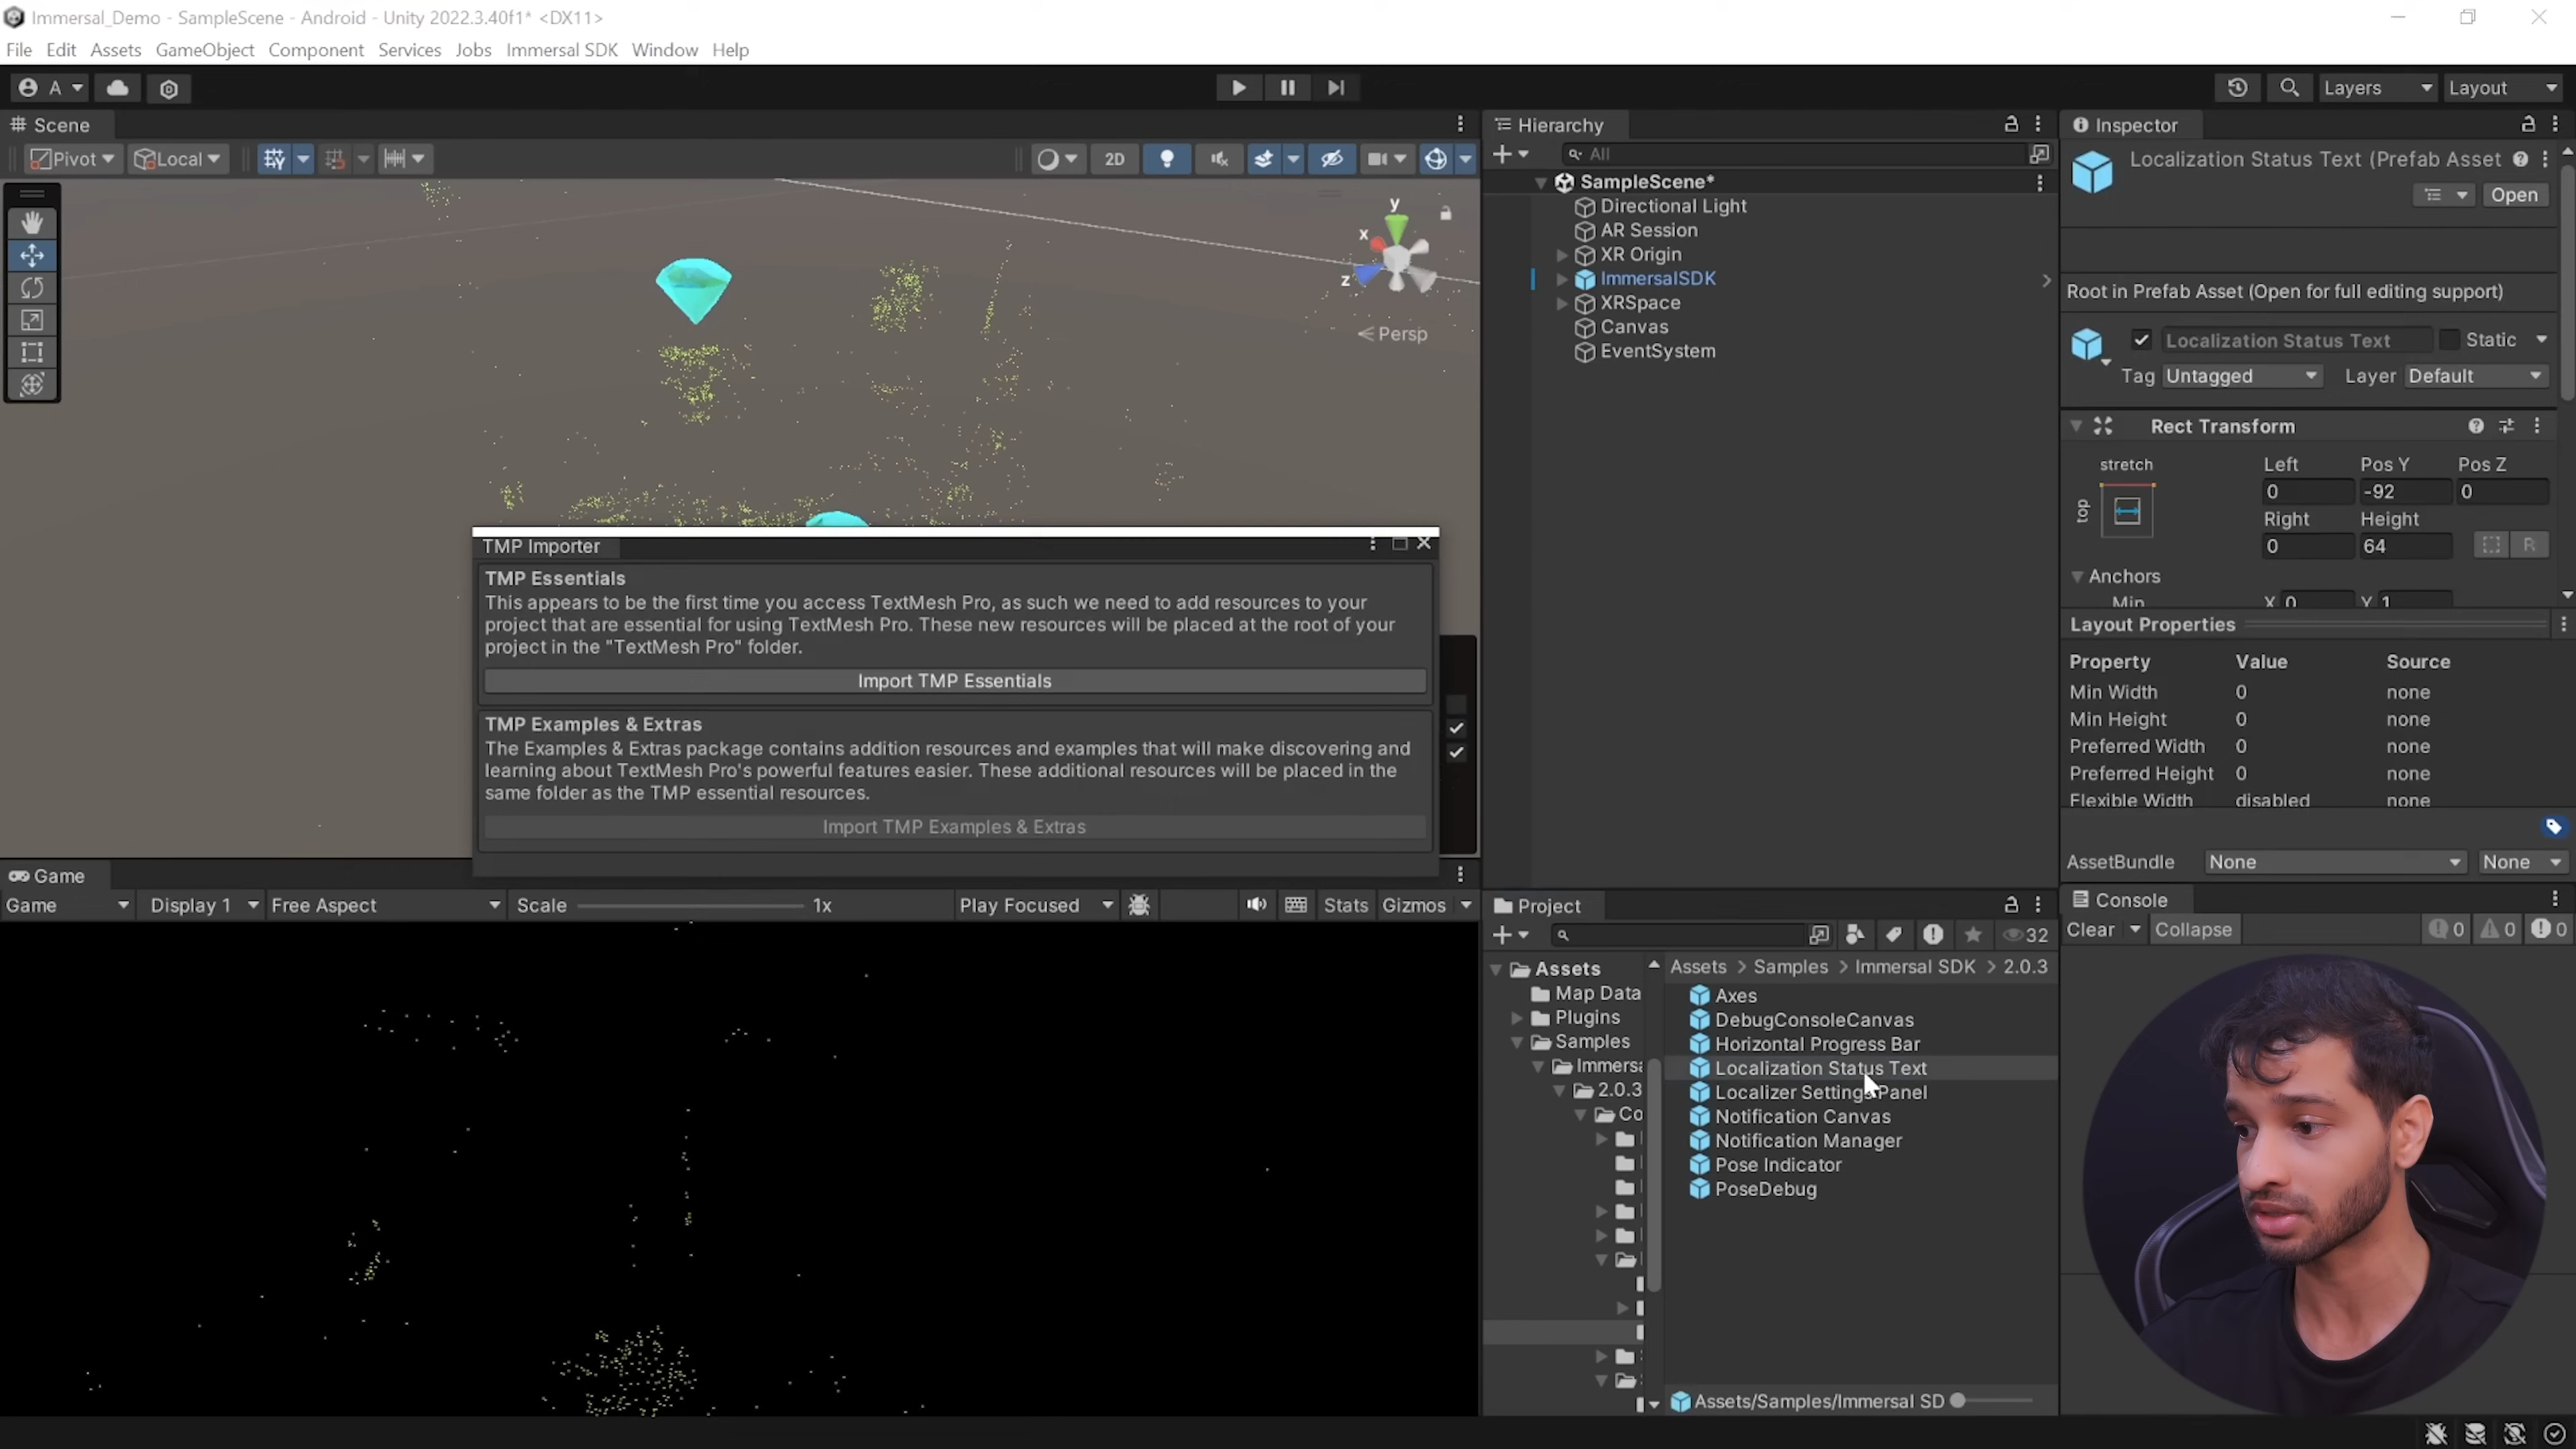 Immersal_Demo - SampleScene - Android - Unity 2022.3.40f1* <DX11>
File Edit Assets GameObject Component Services Jobs Immersal SDK Window Help
A Layers Layout
Scene
Pivot Local 2D
y
x
z
Persp
TMP Importer
TMP Essentials
This appears to be the first time you access TextMesh Pro, as such we need to add resources to your
project that are essential for using TextMesh Pro. These new resources will be placed at the root of your
project in the "TextMesh Pro" folder.
Import TMP Essentials
TMP Examples & Extras
The Examples & Extras package contains addition resources and examples that will make discovering and
learning about TextMesh Pro's powerful features easier. These additional resources will be placed in the
same folder as the TMP essential resources.
Import TMP Examples & Extras
Game
Game Display 1 Free Aspect Scale 1x Play Focused Stats Gizmos
Hierarchy
All
SampleScene*
Directional Light
AR Session
XR Origin
ImmersalSDK
XRSpace
Canvas
EventSystem
Project
32
Assets
Map Data
Plugins
Samples
Immersa
2.0.3
Co
Assets > Samples > Immersal SDK > 2.0.3
Axes
DebugConsoleCanvas
Horizontal Progress Bar
Localization Status Text
Localizer Settings Panel
Notification Canvas
Notification Manager
Pose Indicator
PoseDebug
Assets/Samples/Immersal SD
Inspector
Localization Status Text (Prefab Asset
Open
Root in Prefab Asset (Open for full editing support)
Localization Status Text Static
Tag Untagged Layer Default
Rect Transform
stretch Left Pos Y Pos Z
top 0 -92 0
Right Height
0 64 R
Anchors
Min X 0 Y 1
Layout Properties
Property Value Source
Min Width 0 none
Min Height 0 none
Preferred Width 0 none
Preferred Height 0 none
Flexible Width disabled none
AssetBundle None None
Console
Clear Collapse 0 0 0